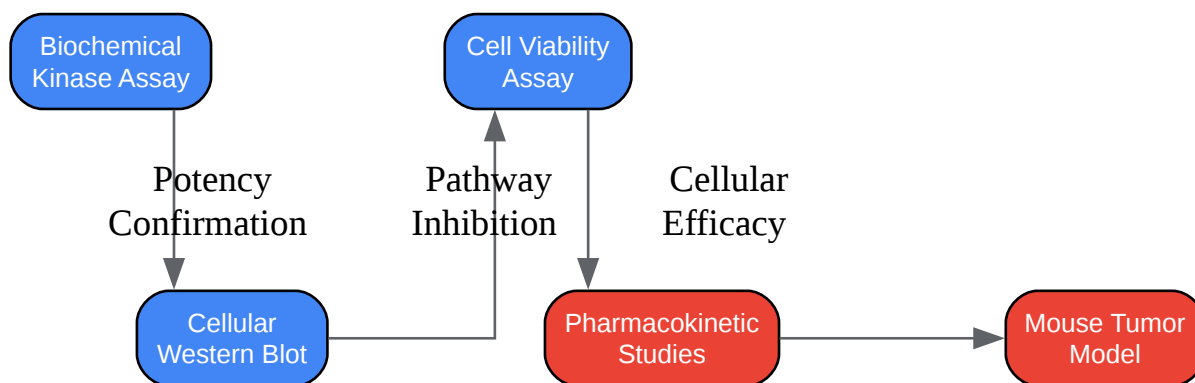 Biochemical
Kinase Assay
Cell Viability
Assay
Potency
Confirmation
Pathway
Inhibition
Cellular
Efficacy
Cellular
Western Blot
Pharmacokinetic
Studies
Mouse Tumor
Model